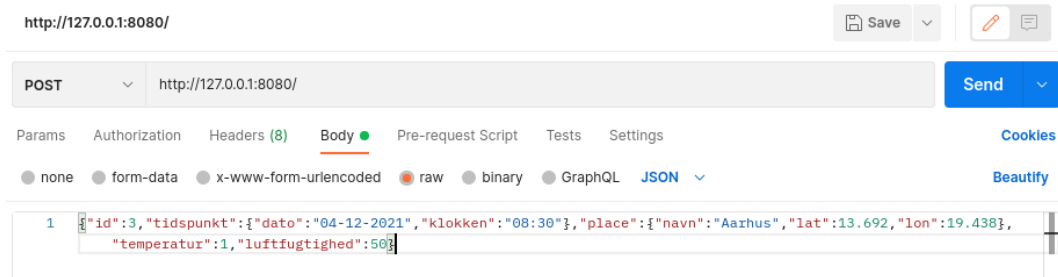 http://127.0.0.1:8080/ Save
POST http://127.0.0.1:8080/ Send
Params Authorization Headers (8) Body Pre-request Script Tests Settings Cookies
none form-data x-www-form-urlencoded raw binary GraphQL JSON Beautify
1 {"id":3,"tidspunkt":{"dato":"04-12-2021","klokken":"08:30"},"place":{"navn":"Aarhus","lat":13.692,"lon":19.438},
"temperatur":1,"luftfugtighed":50}